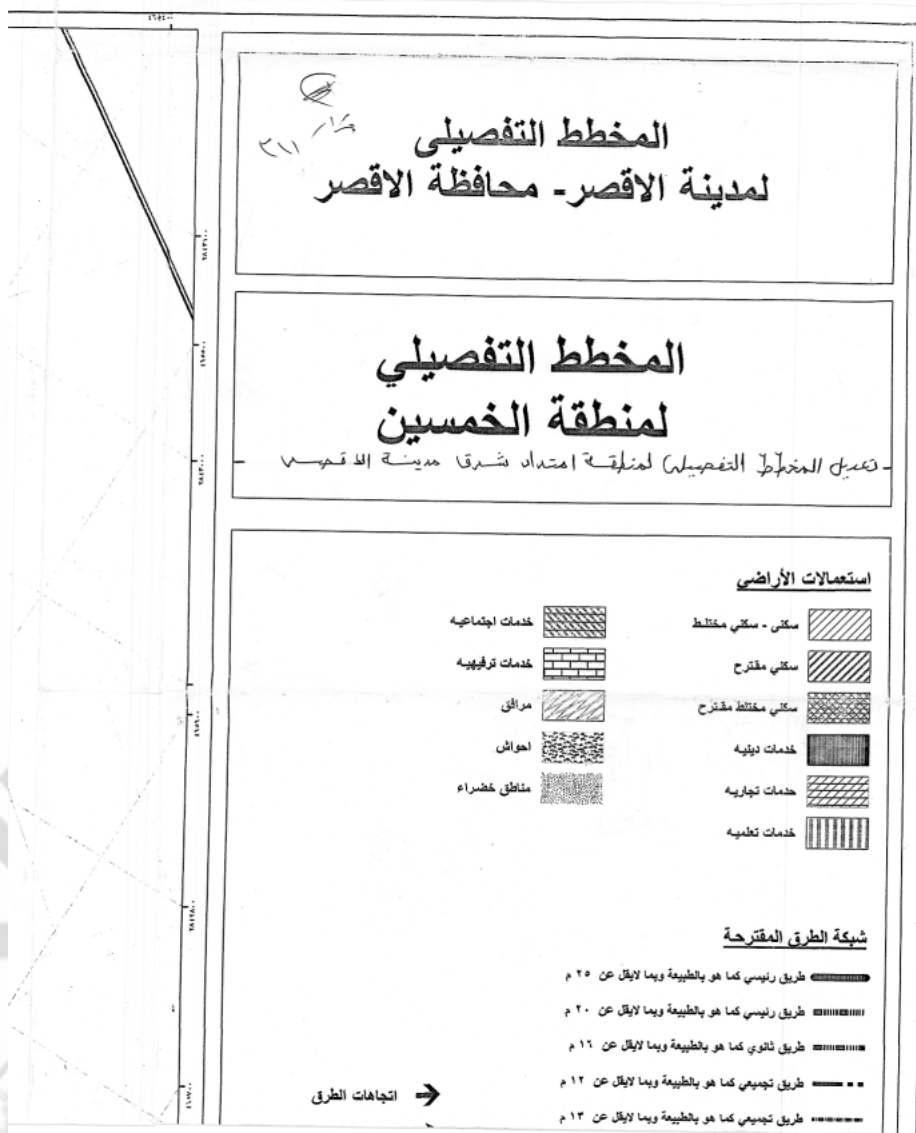 المخطط التفصيلى
لمدينة الاقصر - محافظة الاقصر
المخطط التفصيلي
لمنطقة الخمسين
- تعديل المخطط التفصيلى لمنطقة امتداد شرق مدينة الاقصر -
استعمالات الأراضي
سكنى - سكني مختلط
سكني مقترح
سكني مختلط مقترح
خدمات دينيه
حدمات تجاريه
خدمات تعلميه
خدمات اجتماعيه
خدمات ترفيهيه
مرافق
احواش
مناطق خضراء
شبكة الطرق المقترحة
طريق رئيسي كما هو بالطبيعة وبما لايقل عن ٢٥ م
طريق رئيسي كما هو بالطبيعة وبما لايقل عن ٢٠ م
طريق ثانوي كما هو بالطبيعة وبما لايقل عن ١٦ م
طريق تجميعي كما هو بالطبيعة وبما لايقل عن ١٢ م
طريق تجميعي كما هو بالطبيعة وبما لايقل عن ١٣ م
اتجاهات الطرق